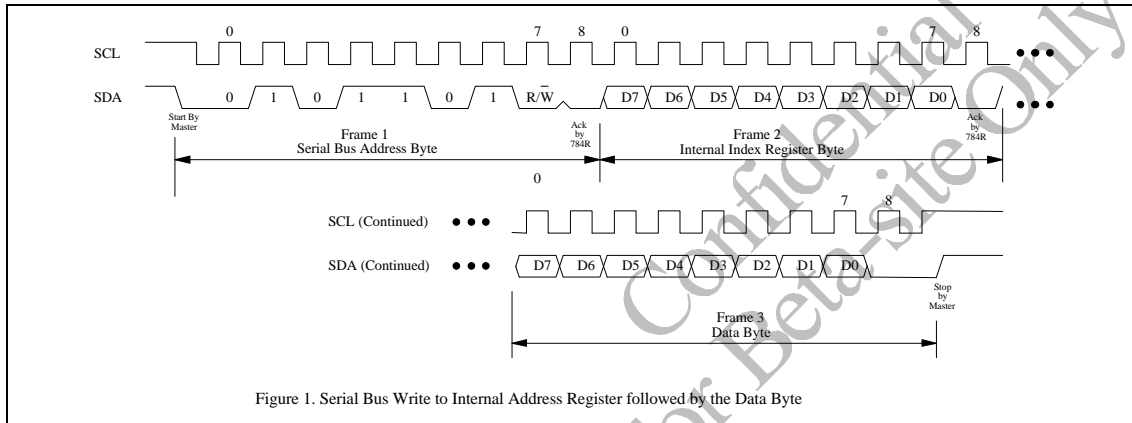 0 7 8 0 7 8
SCL
SDA 0 1 0 1 1 0 1 R/W D7 D6 D5 D4 D3 D2 D1 D0
Start By
Master
Ack
by
784R
Ack
by
784R
Frame 1
Serial Bus Address Byte
Frame 2
Internal Index Register Byte
0 7 8
SCL (Continued)
SDA (Continued) D7 D6 D5 D4 D3 D2 D1 D0
Stop
by
Master
Frame 3
Data Byte
Figure 1. Serial Bus Write to Internal Address Register followed by the Data Byte
Confidential
For Beta-site Only